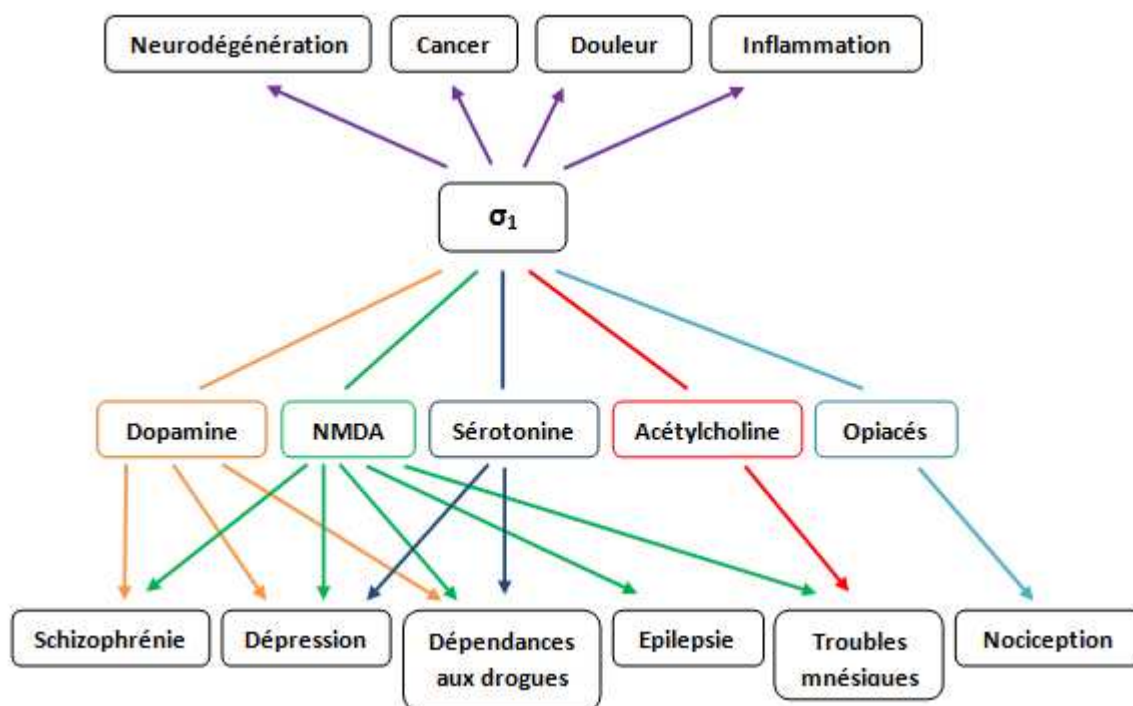 Neurodégénération
Cancer
Douleur
Inflammation
σ₁
Dopamine
NMDA
Sérotonine
Acétylcholine
Opiacés
Schizophrénie
Dépression
Dépendances
aux drogues
Epilepsie
Troubles
mnésiques
Nociception